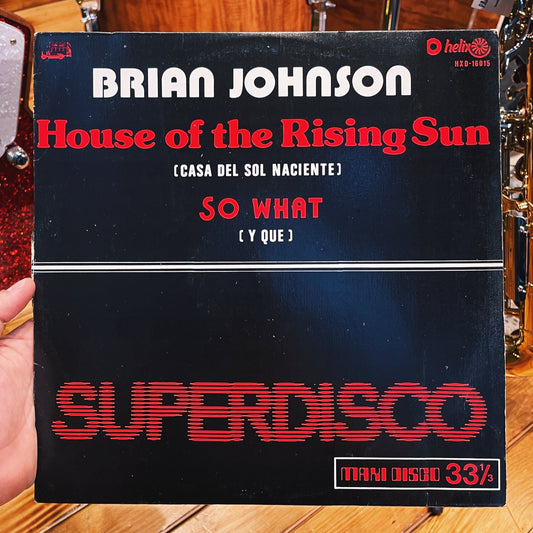 helix
HXD-16015
BRIAN JOHNSON
House of the Rising Sun
(CASA DEL SOL NACIENTE)
SO WHAT
(Y QUE)
SUPERDISCO
MAXI DISCO 33⅓